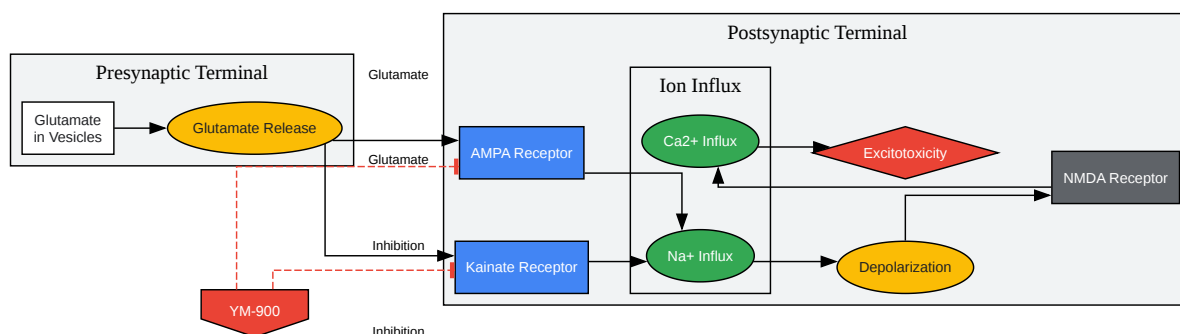 Postsynaptic Terminal
Presynaptic Terminal
Glutamate
Ion Influx
Glutamate
in Vesicles
Glutamate Release
AMPA Receptor
Ca2+ Influx
Excitotoxicity
Glutamate
NMDA Receptor
Inhibition
Kainate Receptor
Na+ Influx
Depolarization
YM-900
Inhibition